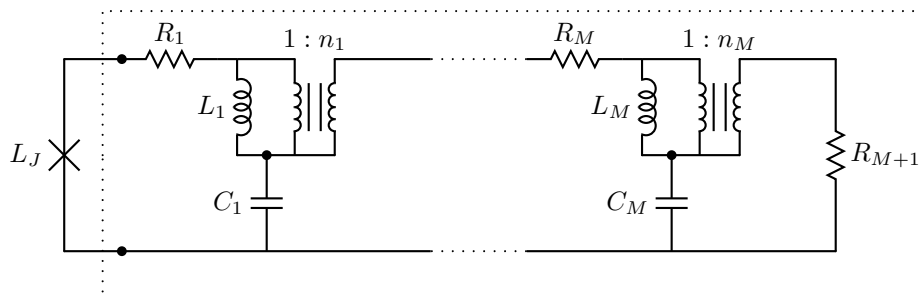 R_1
1 : n_1
R_M
1 : n_M
L_J
L_1
L_M
R_{M+1}
C_1
C_M